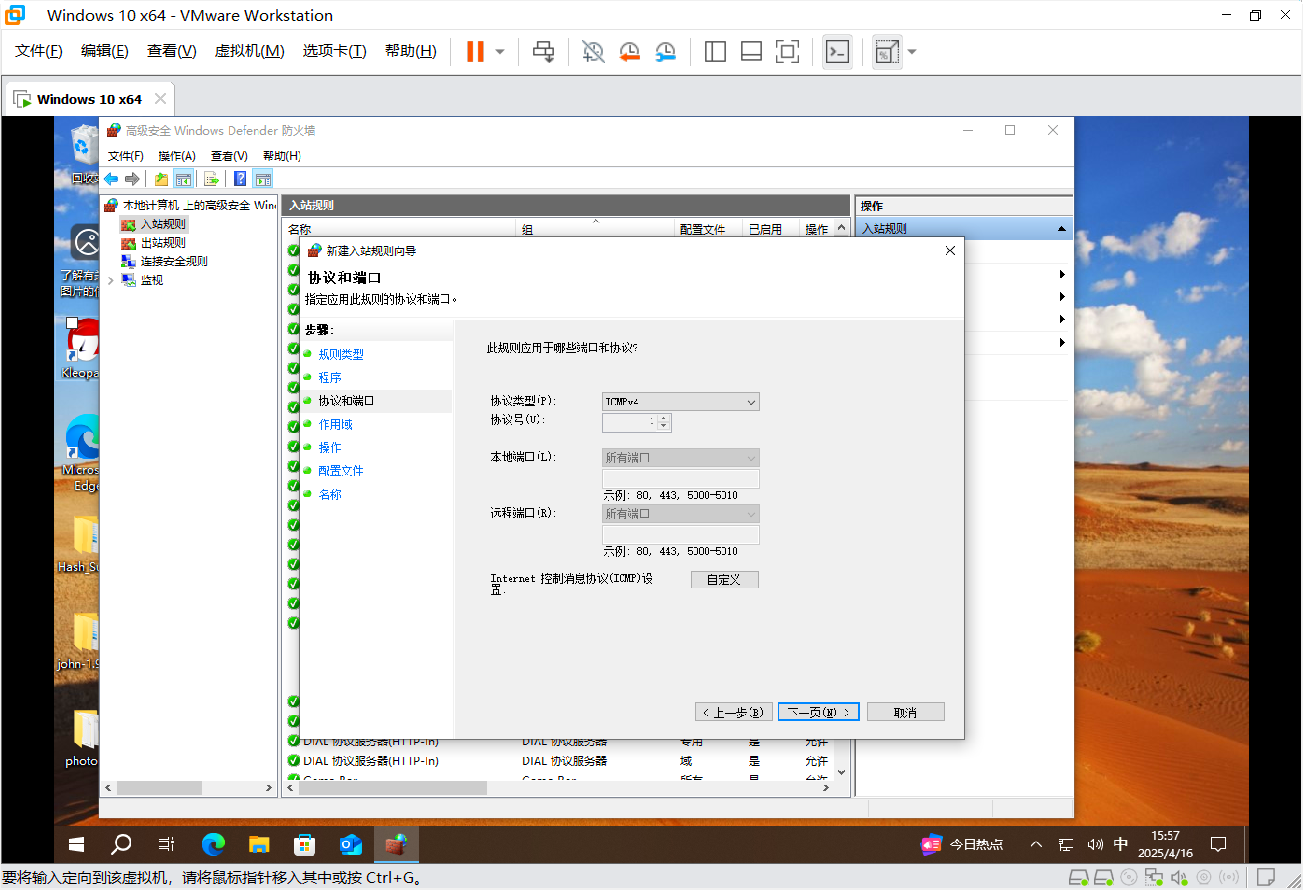 Windows 10 x64 - VMware Workstation
文件(F) 编辑(E) 查看(V) 虚拟机(M) 选项卡(T) 帮助(H)
Windows 10 x64
高级安全 Windows Defender 防火墙
文件(F) 操作(A) 查看(V) 帮助(H)
回收
本地计算机 上的高级安全 Win
入站规则
出站规则
连接安全规则
监视
了解有
图片的信
Kleopa
Micros
Edge
Hash_Su
john-1.9
photo
入站规则
名称 组 配置文件 已启用 操作
操作
入站规则
新建入站规则向导
协议和端口
指定应用此规则的协议和端口。
步骤:
规则类型
程序
协议和端口
作用域
操作
配置文件
名称
此规则应用于哪些端口和协议?
协议类型(P): ICMPv4
协议号(U): 1
本地端口(L): 所有端口
示例: 80, 443, 5000-5010
远程端口(R): 所有端口
示例: 80, 443, 5000-5010
Internet 控制消息协议(ICMP)设
置:
自定义
< 上一步(B) 下一页(N) > 取消
DIAL 协议服务器(HTTP-In) DIAL 协议服务器 专用 是 允许
DIAL 协议服务器(HTTP-In) DIAL 协议服务器 域 是 允许
Game Bar Game Bar 所有 是 允许
今日热点
中
15:57
2025/4/16
要将输入定向到该虚拟机，请将鼠标指针移入其中或按 Ctrl+G。